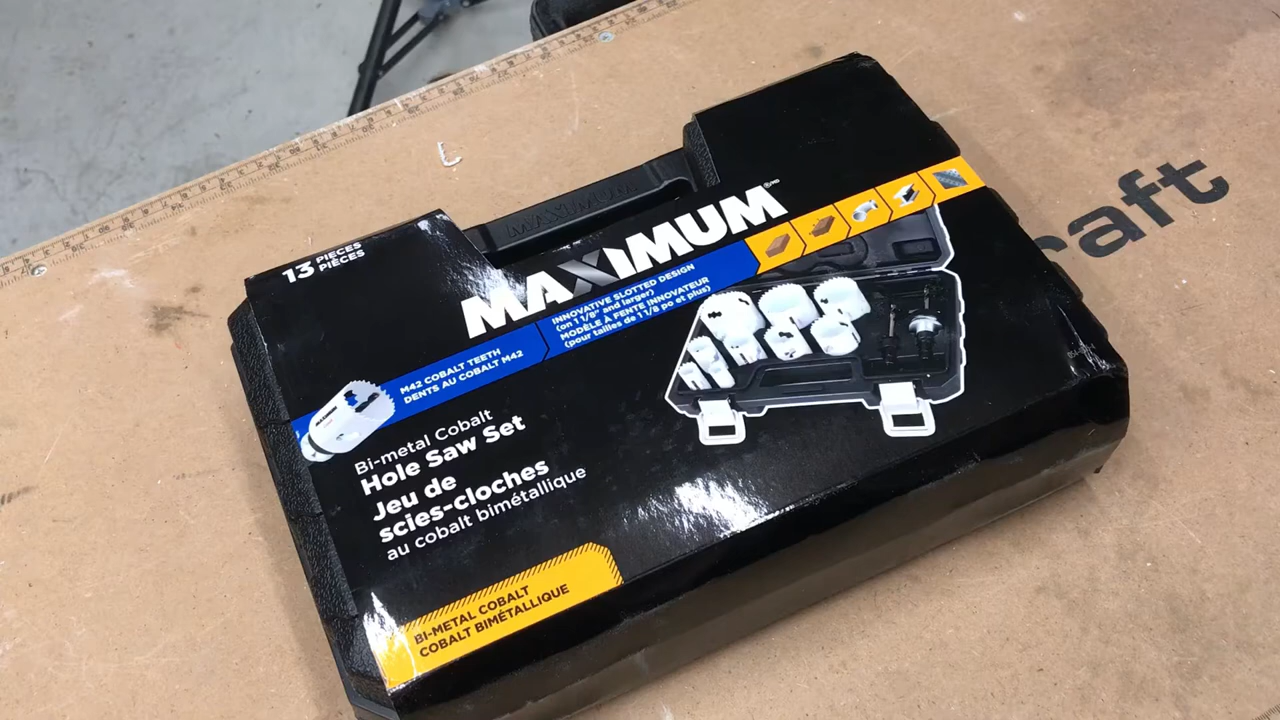 13 PIECES
PIÈCES
MAXIMUM
MAXIMUM HD
INNOVATIVE SLOTTED DESIGN
(on 1 1/8" and larger)
MODÈLE À FENTE INNOVATEUR
(pour tailles de 1 1/8 po et plus)
M42 COBALT TEETH
DENTS AU COBALT M42
Bi-metal Cobalt
Hole Saw Set
Jeu de
scies-cloches
au cobalt bimétallique
BI-METAL COBALT
COBALT BIMÉTALLIQUE
raft